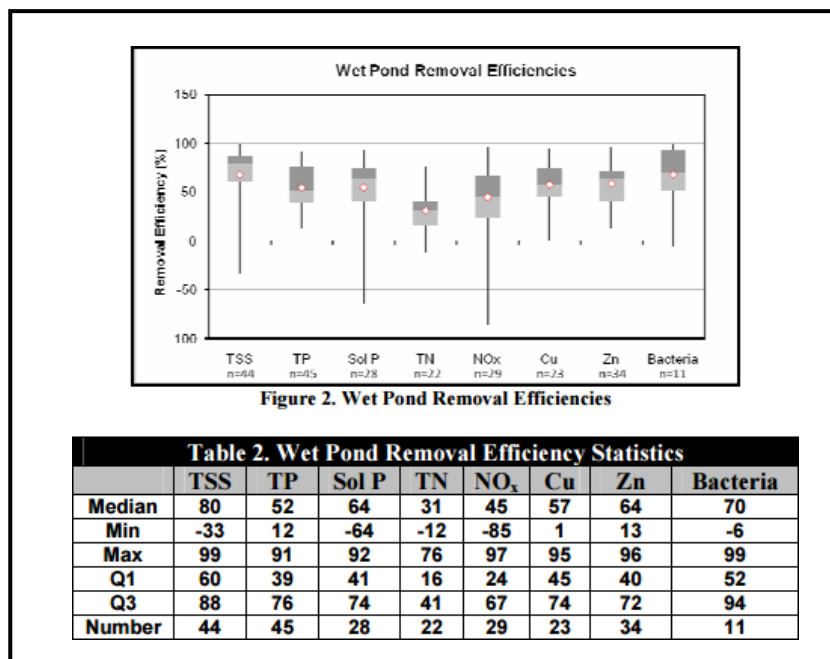 Wet Pond Removal Efficiencies
150
100
50
0
-50
100
Removal Efficiency (%)
TSS TP Sol P TN NOx Cu Zn Bacteria
n=44 n=45 n=28 n=22 n=29 n=23 n=34 n=11
Figure 2. Wet Pond Removal Efficiencies
Table 2. Wet Pond Removal Efficiency Statistics
TSS TP Sol P TN NOx Cu Zn Bacteria
Median 80 52 64 31 45 57 64 70
Min -33 12 -64 -12 -85 1 13 -6
Max 99 91 92 76 97 95 96 99
Q1 60 39 41 16 24 45 40 52
Q3 88 76 74 41 67 74 72 94
Number 44 45 28 22 29 23 34 11